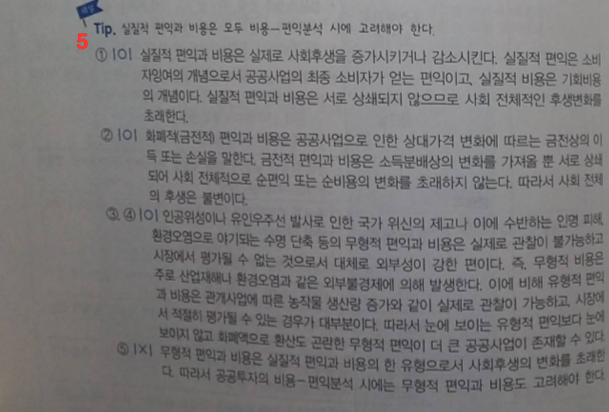 해설
Tip. 실질적 편익과 비용은 모두 비용-편익분석 시에 고려해야 한다.
5
① |O| 실질적 편익과 비용은 실제로 사회후생을 증가시키거나 감소시킨다. 실질적 편익은 소비
자잉여의 개념으로서 공공사업의 최종 소비자가 얻는 편익이고, 실질적 비용은 기회비용
의 개념이다. 실질적 편익과 비용은 서로 상쇄되지 않으므로 사회 전체적인 후생변화를
초래한다.
② |O| 화폐적(금전적) 편익과 비용은 공공사업으로 인한 상대가격 변화에 따르는 금전상의 이
득 또는 손실을 말한다. 금전적 편익과 비용은 소득분배상의 변화를 가져올 뿐 서로 상쇄
되어 사회 전체적으로 순편익 또는 순비용의 변화를 초래하지 않는다. 따라서 사회 전체
의 후생은 불변이다.
③, ④ |O| 인공위성이나 유인우주선 발사로 인한 국가 위신의 제고나 이에 수반하는 인명 피해,
환경오염으로 야기되는 수명 단축 등의 무형적 편익과 비용은 실제로 관찰이 불가능하고
시장에서 평가될 수 없는 것으로서 대체로 외부성이 강한 편이다. 즉, 무형적 비용은
주로 산업재해나 환경오염과 같은 외부불경제에 의해 발생한다. 이에 비해 유형적 편익
과 비용은 관개사업에 따른 농작물 생산량 증가와 같이 실제로 관찰이 가능하고, 시장에
서 적절히 평가될 수 있는 경우가 대부분이다. 따라서 눈에 보이는 유형적 편익보다 눈에
보이지 않고 화폐액으로 환산도 곤란한 무형적 편익이 더 큰 공공사업이 존재할 수 있다.
⑤ |X| 무형적 편익과 비용은 실질적 편익과 비용의 한 유형으로서 사회후생의 변화를 초래한
다. 따라서 공공투자의 비용-편익분석 시에는 무형적 편익과 비용도 고려해야 한다.